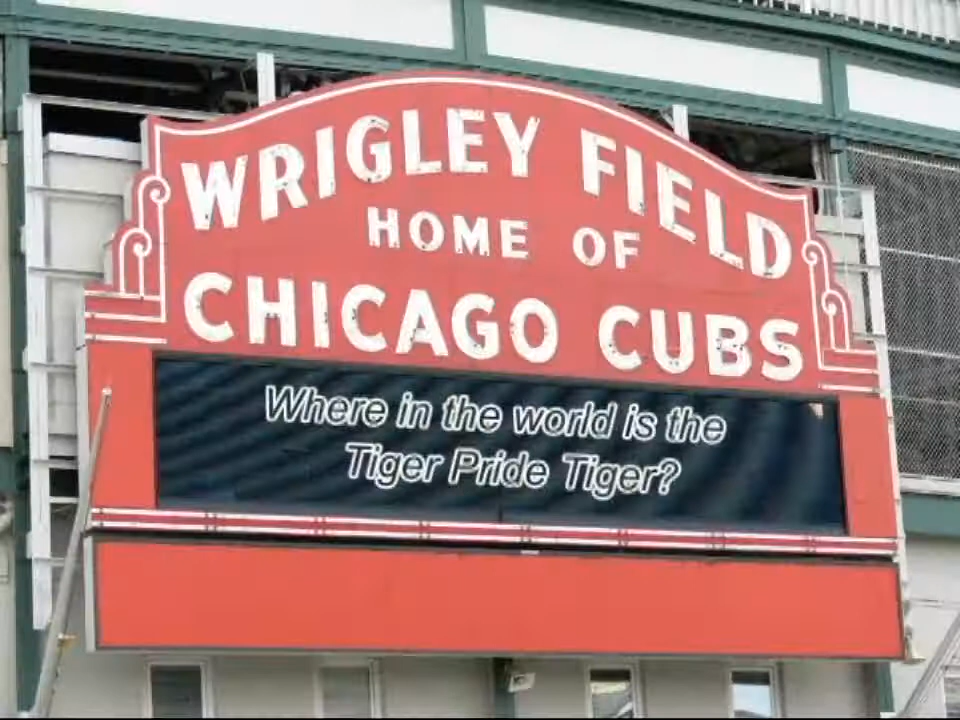 WRIGLEY FIELD
HOME OF
CHICAGO CUBS
Where in the world is the
Tiger Pride Tiger?